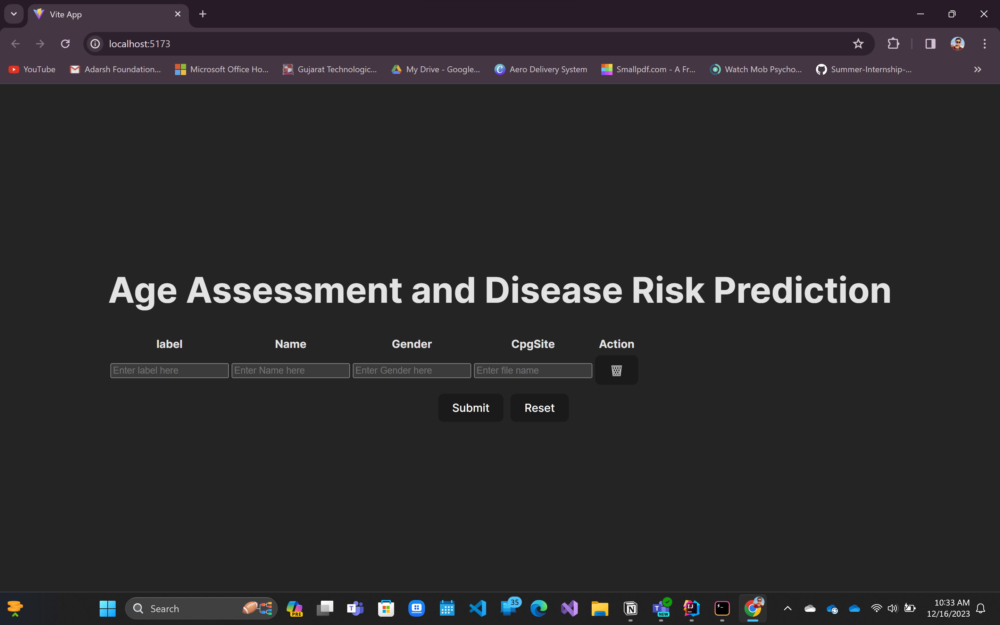 Vite App
localhost:5173
YouTube
Adarsh Foundation...
Microsoft Office Ho...
Gujarat Technologic...
My Drive - Google...
Aero Delivery System
Smallpdf.com - A Fr...
Watch Mob Psycho...
Summer-Internship-...
Age Assessment and Disease Risk Prediction
label Name Gender CpgSite Action
Enter label here Enter Name here Enter Gender here Enter file name
Submit Reset
Search
PRE
T
35
N
T
NEW
IJ
10:33 AM
12/16/2023